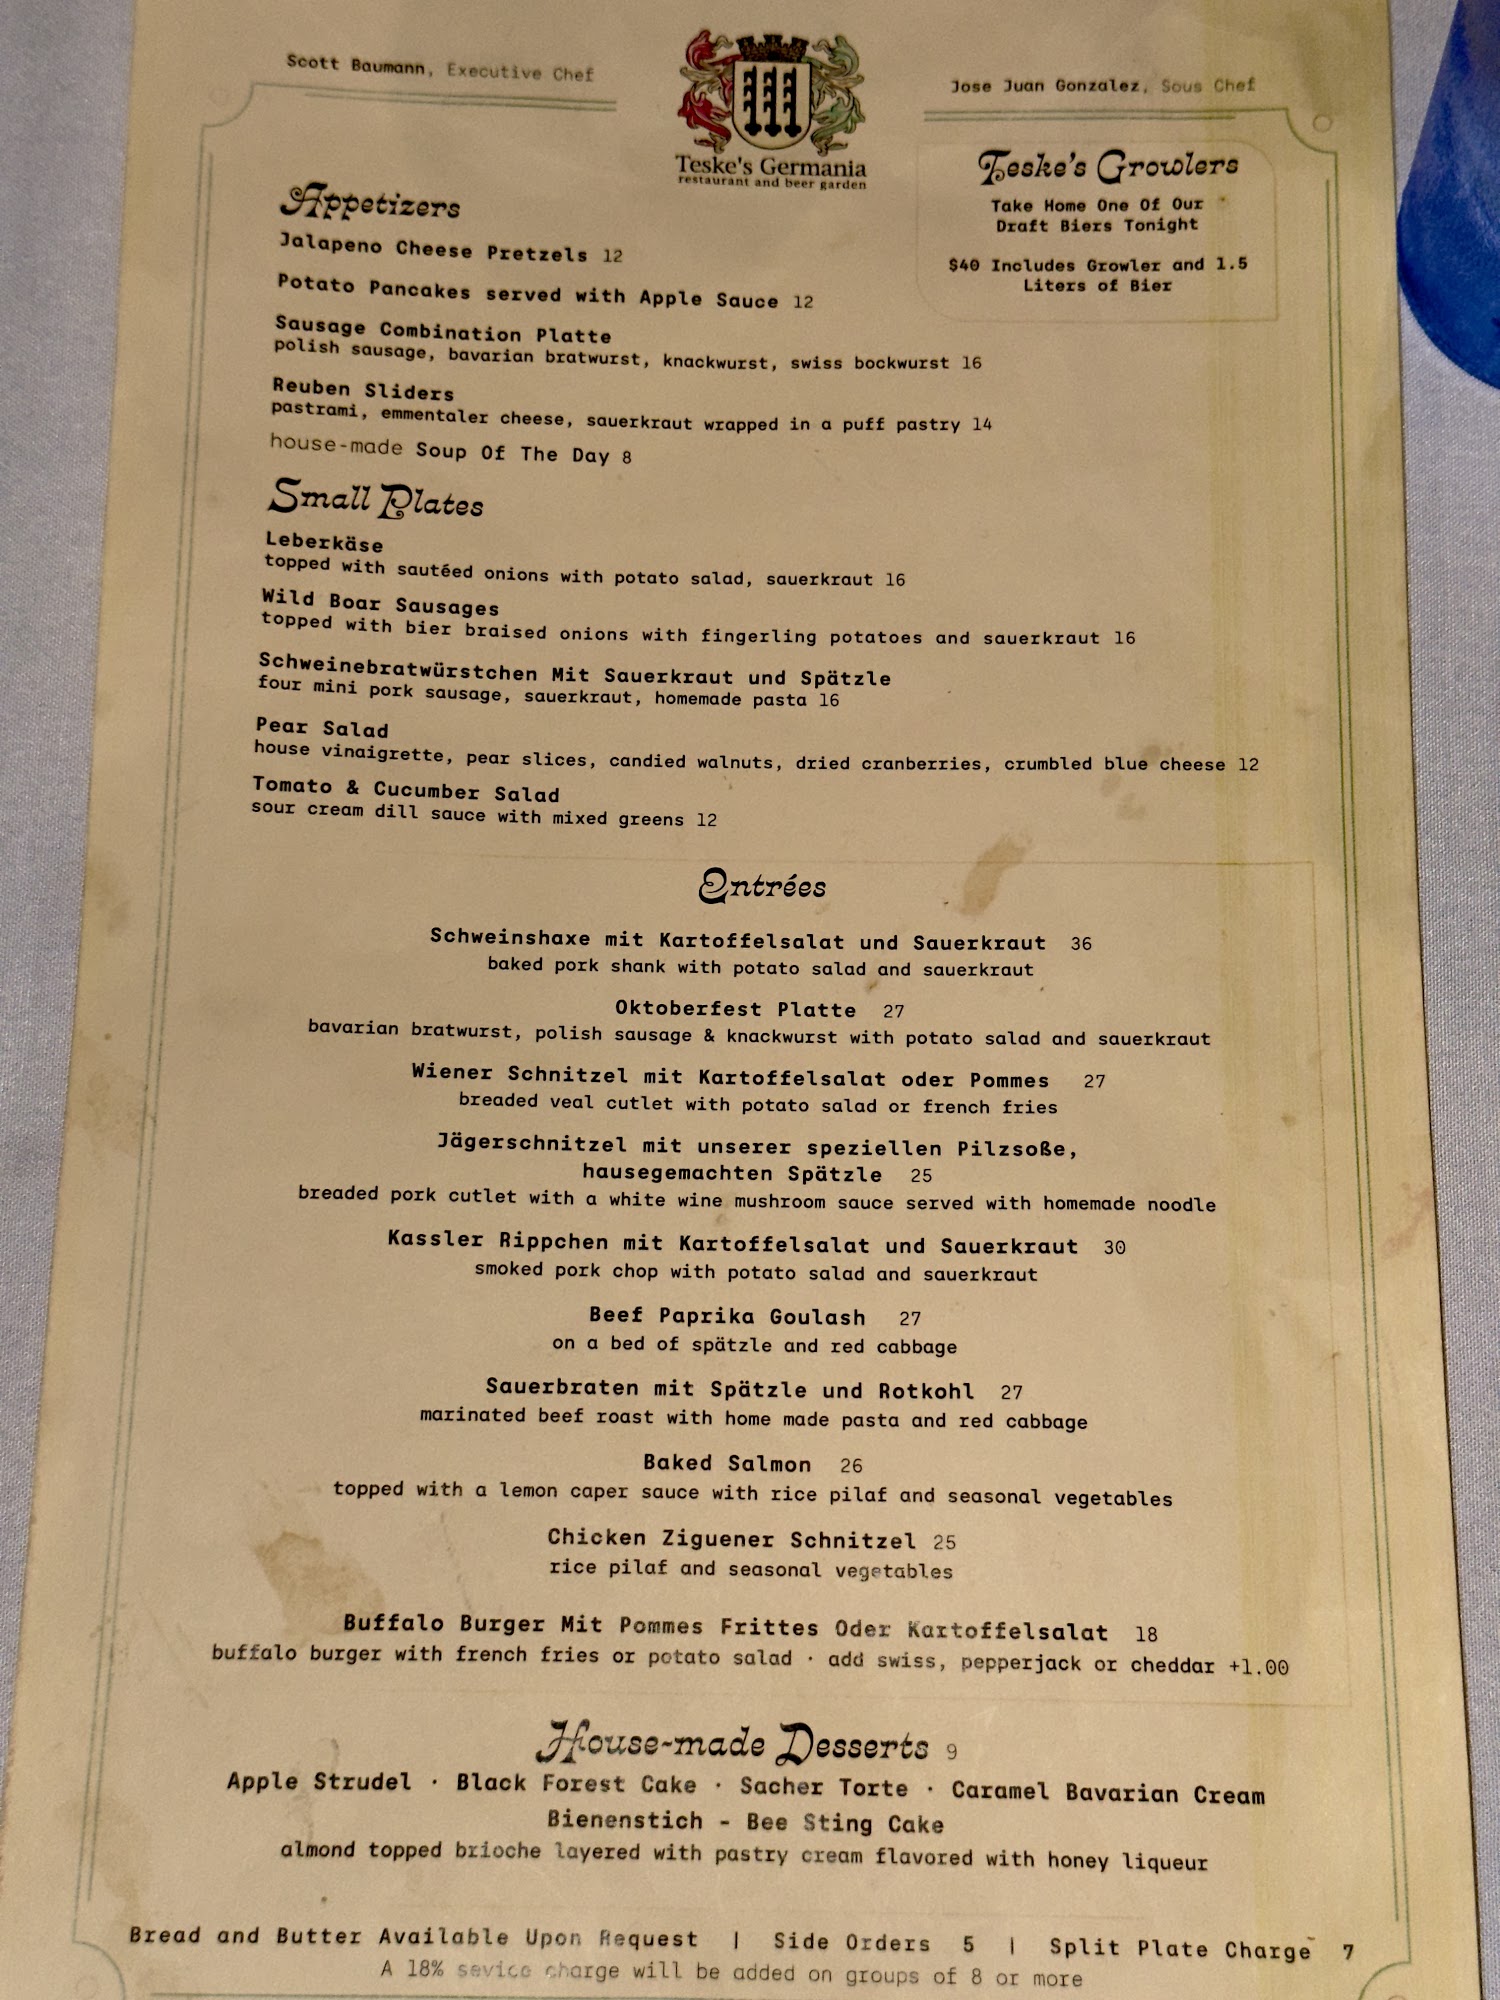 Scott Baumann, Executive Chef
Teske's Germania
restaurant and beer garden
Jose Juan Gonzalez, Sous Chef
Teske's Growlers
Take Home One Of Our
Draft Biers Tonight
$40 Includes Growler and 1.5
Liters of Bier
Appetizers
Jalapeno Cheese Pretzels 12
Potato Pancakes served with Apple Sauce 12
Sausage Combination Platte
polish sausage, bavarian bratwurst, knackwurst, swiss bockwurst 16
Reuben Sliders
pastrami, emmentaler cheese, sauerkraut wrapped in a puff pastry 14
house-made Soup Of The Day 8
Small Plates
Leberkäse
topped with sautéed onions with potato salad, sauerkraut 16
Wild Boar Sausages
topped with bier braised onions with fingerling potatoes and sauerkraut 16
Schweinebratwürstchen Mit Sauerkraut und Spätzle
four mini pork sausage, sauerkraut, homemade pasta 16
Pear Salad
house vinaigrette, pear slices, candied walnuts, dried cranberries, crumbled blue cheese 12
Tomato & Cucumber Salad
sour cream dill sauce with mixed greens 12
Entrées
Schweinshaxe mit Kartoffelsalat und Sauerkraut 36
baked pork shank with potato salad and sauerkraut
Oktoberfest Platte 27
bavarian bratwurst, polish sausage & knackwurst with potato salad and sauerkraut
Wiener Schnitzel mit Kartoffelsalat oder Pommes 27
breaded veal cutlet with potato salad or french fries
Jägerschnitzel mit unserer speziellen Pilzsoße,
hausegemachten Spätzle 25
breaded pork cutlet with a white wine mushroom sauce served with homemade noodle
Kassler Rippchen mit Kartoffelsalat und Sauerkraut 30
smoked pork chop with potato salad and sauerkraut
Beef Paprika Goulash 27
on a bed of spätzle and red cabbage
Sauerbraten mit Spätzle und Rotkohl 27
marinated beef roast with home made pasta and red cabbage
Baked Salmon 26
topped with a lemon caper sauce with rice pilaf and seasonal vegetables
Chicken Ziguener Schnitzel 25
rice pilaf and seasonal vegetables
Buffalo Burger Mit Pommes Frittes Oder Kartoffelsalat 18
buffalo burger with french fries or potato salad · add swiss, pepperjack or cheddar +1.00
House-made Desserts 9
Apple Strudel · Black Forest Cake · Sacher Torte · Caramel Bavarian Cream
Bienenstich - Bee Sting Cake
almond topped brioche layered with pastry cream flavored with honey liqueur
Bread and Butter Available Upon Request | Side Orders 5 | Split Plate Charge 7
A 18% sevice charge will be added on groups of 8 or more